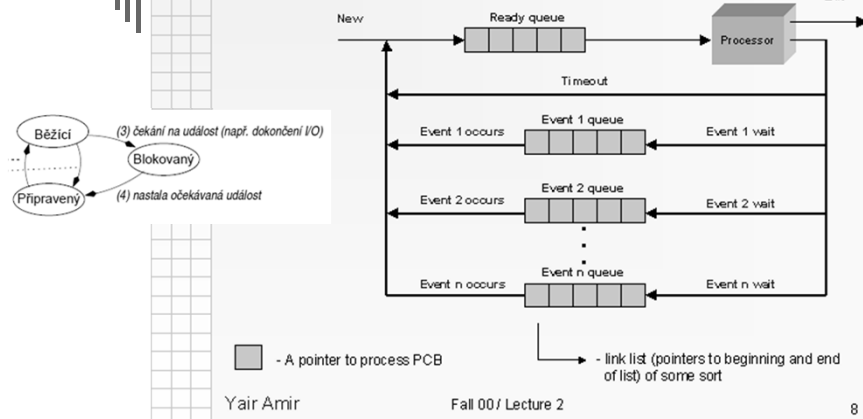 New
Ready queue
Processor
Timeout
Event 1 queue
Event 1 occurs
Event 1 wait
Běžící
(3) čekání na událost (např. dokončení I/O)
Blokovaný
Připravený
(4) nastala očekávaná událost
Event 2 queue
Event 2 occurs
Event 2 wait
Event n queue
Event n occurs
Event n wait
- A pointer to process PCB
- link list (pointers to beginning and end
of list) of some sort
Yair Amir
Fall 00/ Lecture 2
8